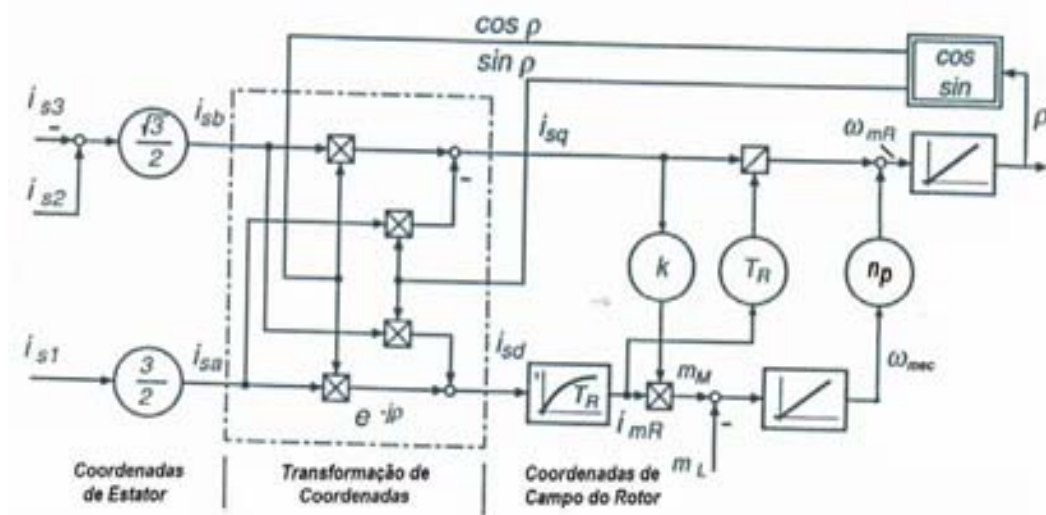 cos ρ
sin ρ
cos
sin
ρ
i s3
-
√3
2
i sb
i s2
i sq
-
ω mR
k
T R
n p
i s1
3
2
i sa
e -jρ
i sd
1
T R
i mR
m M
-
m L
ω mec
Coordenadas
de Estator
Transformação de
Coordenadas
Coordenadas de
Campo do Rotor